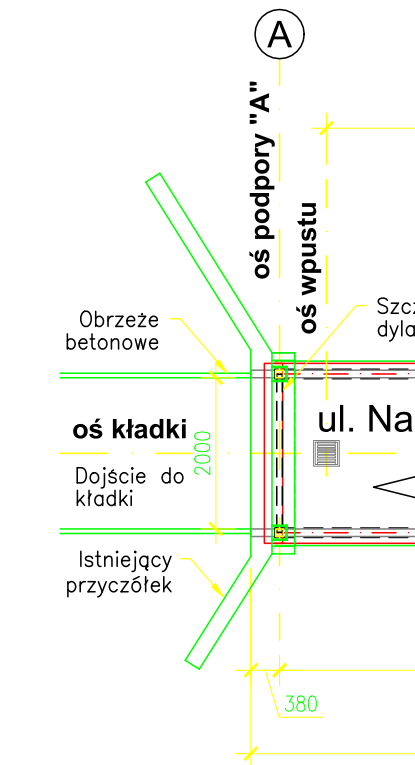 A
oś podpory "A"
oś wpustu
Obrzeże
betonowe
oś kładki
Dojście do
kładki
2000
ul. Na
Istniejący
przyczółek
380